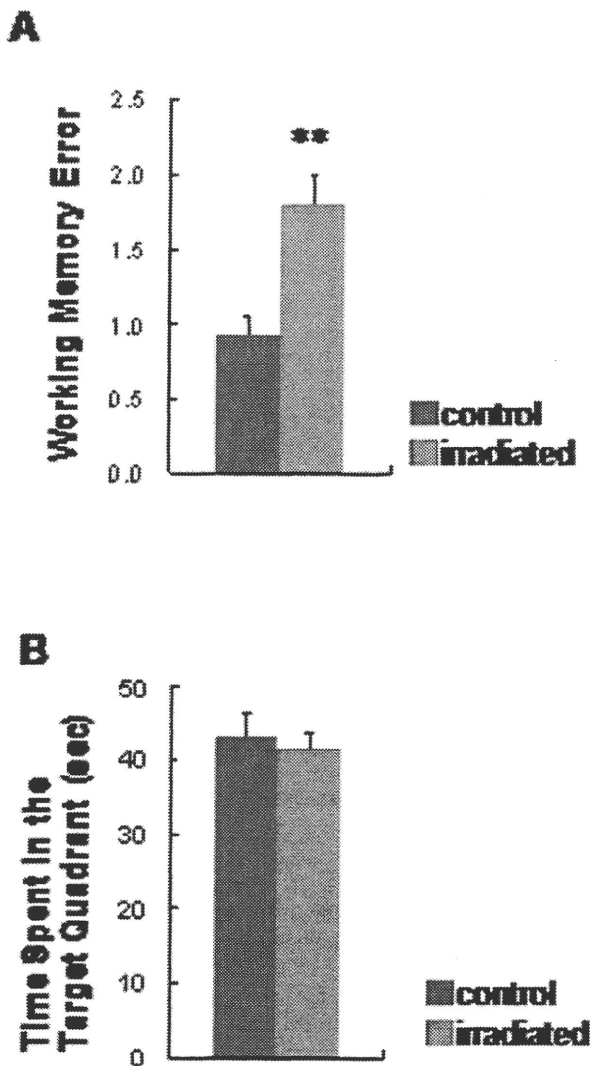 A
Working Memory Error
2.5
2.0
1.5
1.0
0.5
0.0
**
control
irradiated
B
Time Spent in the
Target Quadrant (sec)
50
40
30
20
10
0
control
irradiated